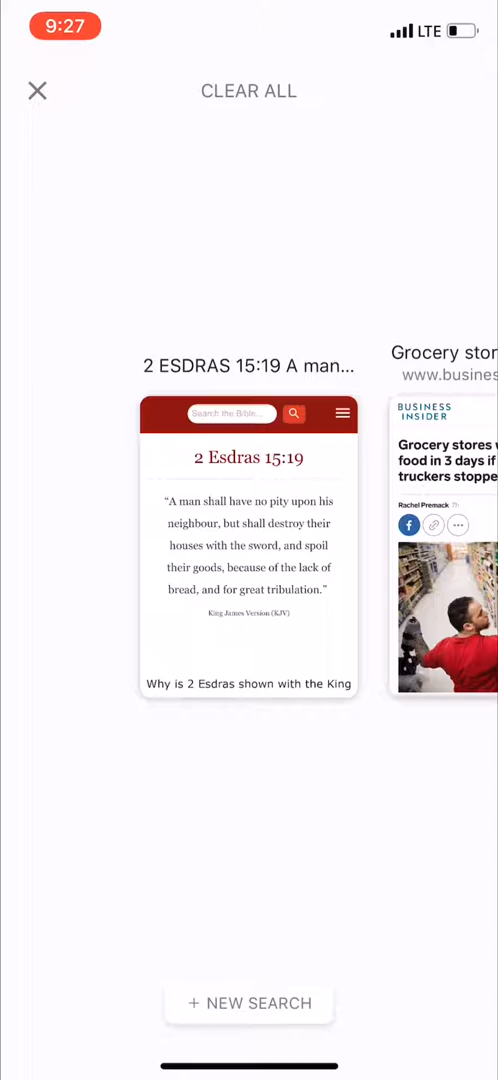 9:27
LTE
CLEAR ALL
2 ESDRAS 15:19 A man...
Search the Bible...
2 Esdras 15:19
“A man shall have no pity upon his
neighbour, but shall destroy their
houses with the sword, and spoil
their goods, because of the lack of
bread, and for great tribulation.”
King James Version (KJV)
Why is 2 Esdras shown with the King
Grocery stor
www.busines
BUSINESS
INSIDER
Grocery stores
food in 3 days if
truckers stoppe
Rachel Premack 7h
+ NEW SEARCH